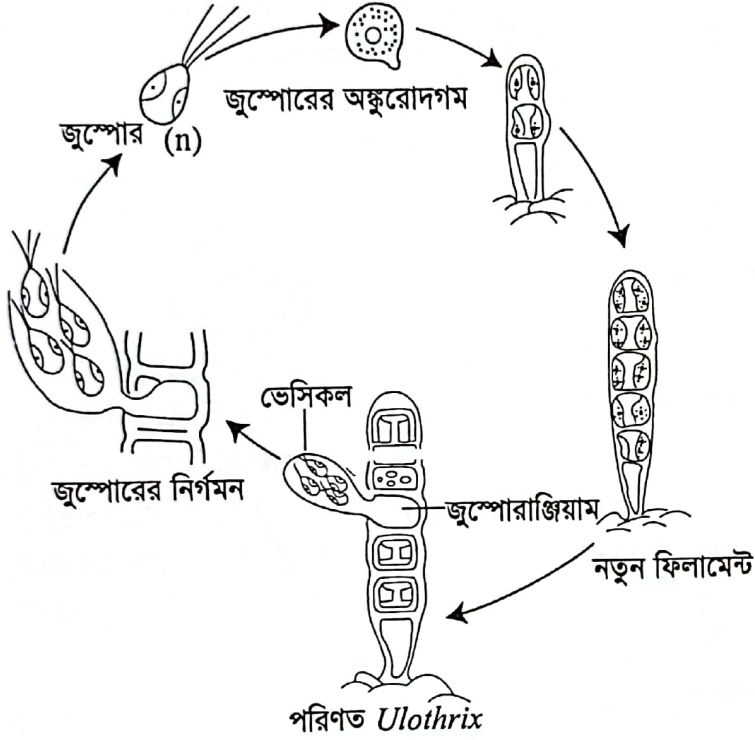 জুস্পোরের অঙ্কুরোদগম
জুস্পোর (n)
ভেসিকল
জুস্পোরের নির্গমন
জুস্পোরাঞ্জিয়াম
নতুন ফিলামেন্ট
পরিণত Ulothrix